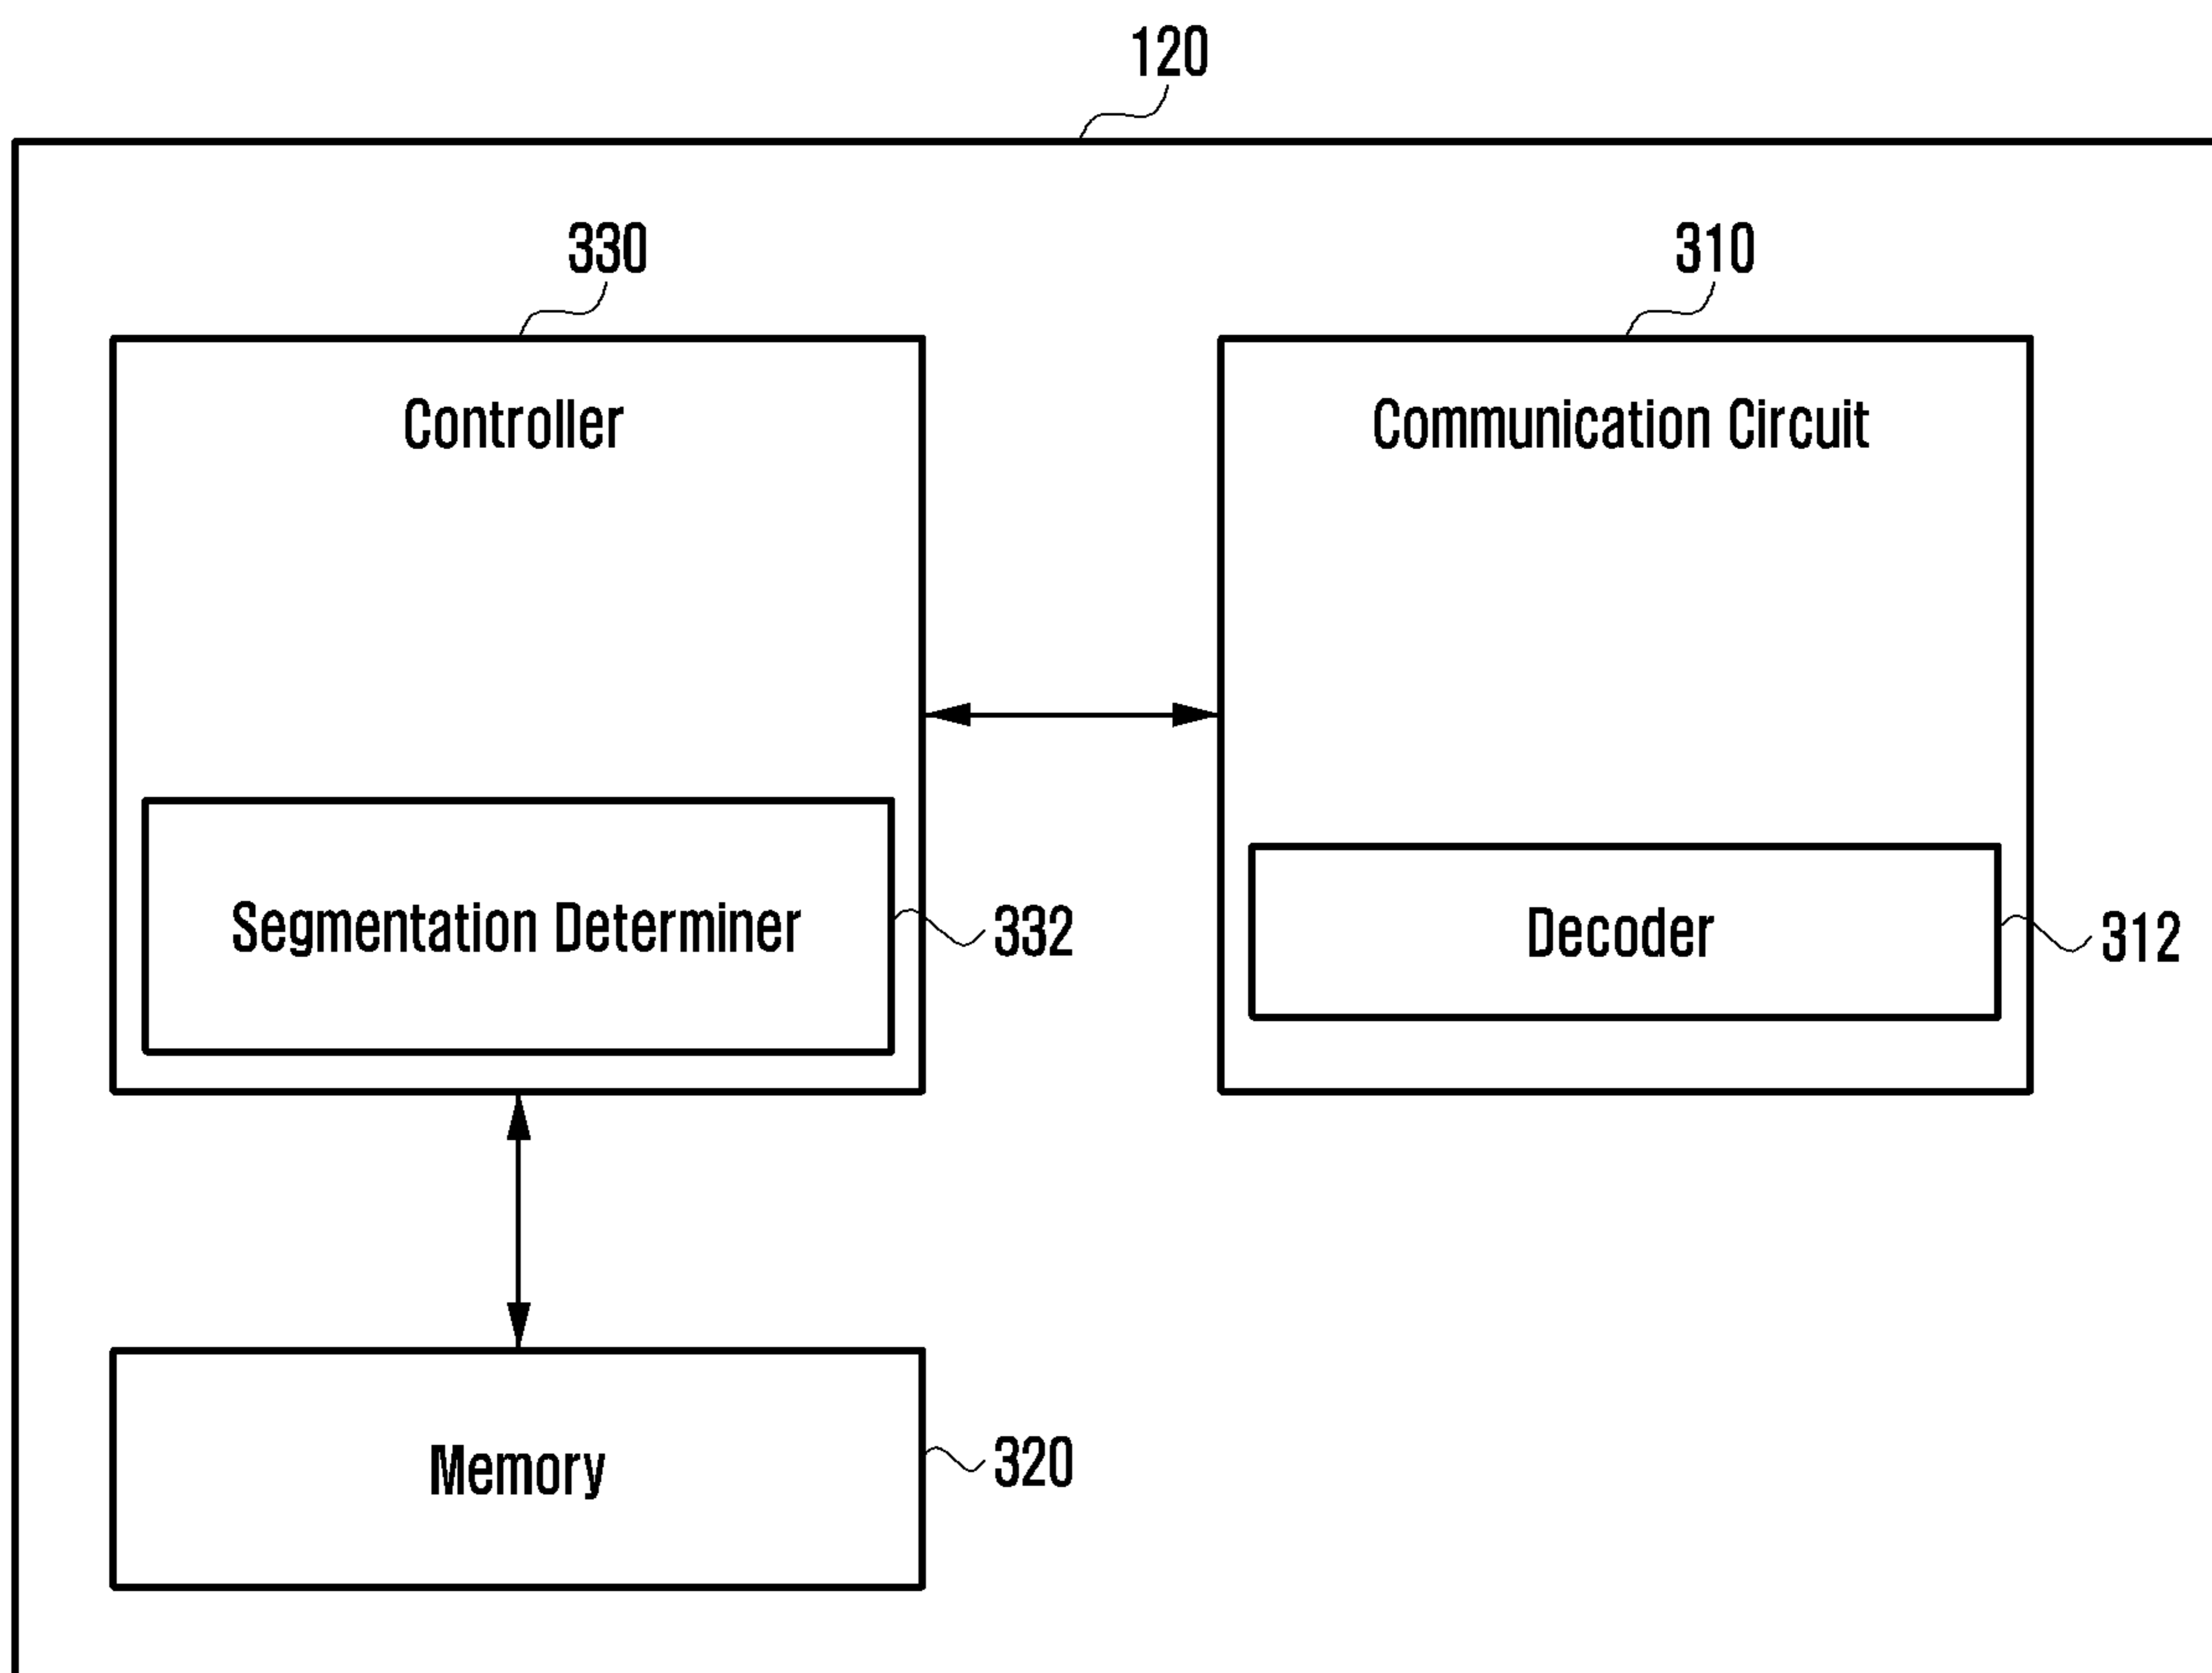 120
330
310
Controller
Communication Circuit
Segmentation Determiner
332
Decoder
312
Memory
320